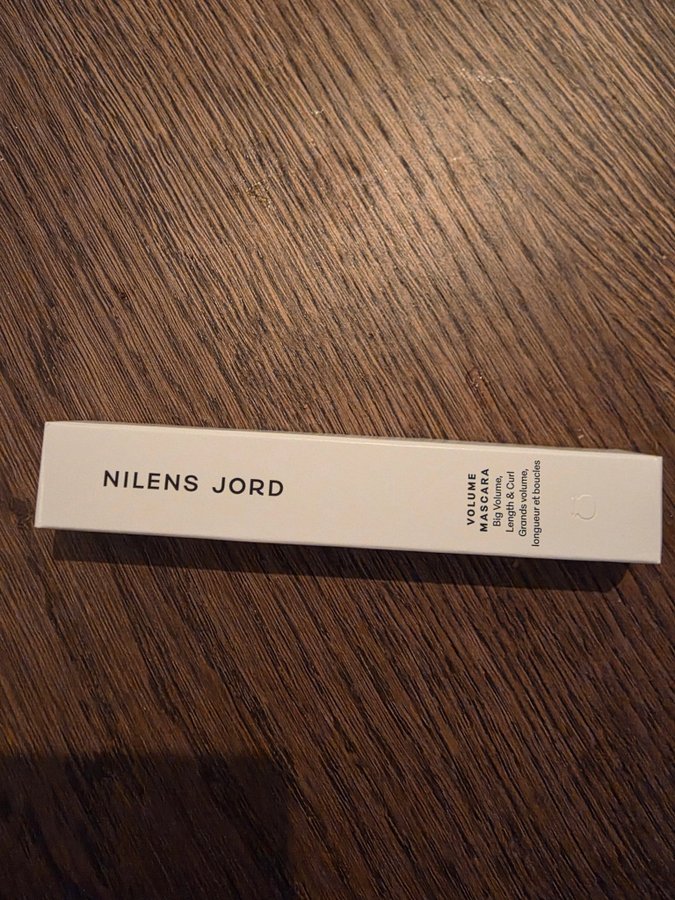 NILENS JORD
VOLUME
MASCARA
Big Volume,
Length & Curl
Grands volume,
longueur et boucles